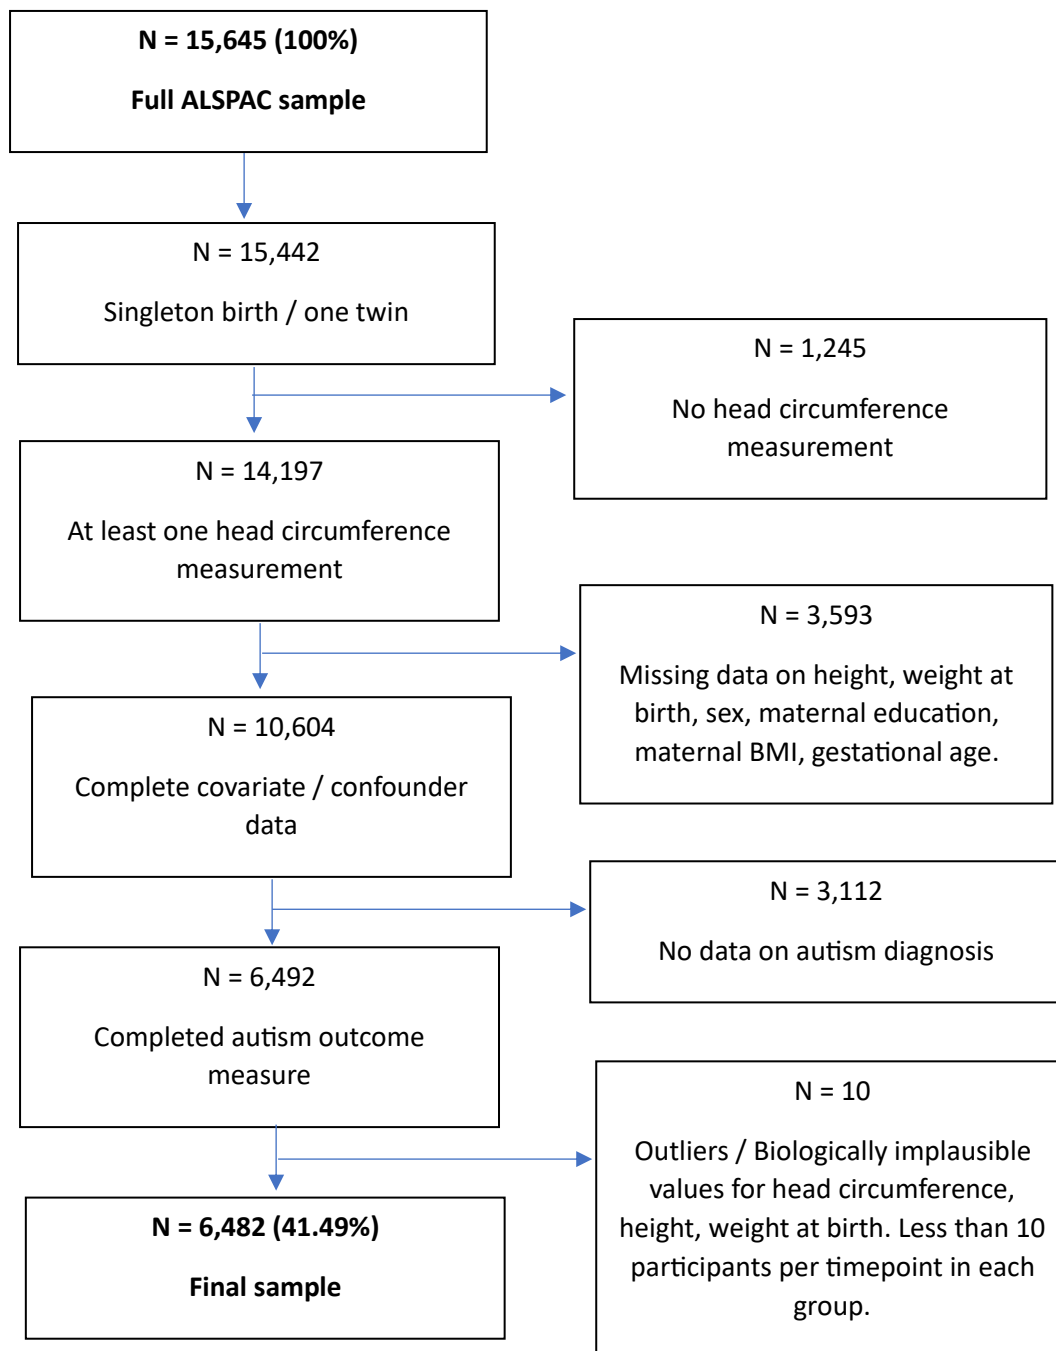 N = 15,645 (100%)
Full ALSPAC sample
N = 15,442
Singleton birth / one twin
N = 1,245
No head circumference
measurement
N = 14,197
At least one head circumference
measurement
N = 3,593
Missing data on height, weight at
birth, sex, maternal education,
maternal BMI, gestational age.
N = 10,604
Complete covariate / confounder
data
N = 3,112
No data on autism diagnosis
N = 6,492
Completed autism outcome
measure
N = 10
Outliers / Biologically implausible
values for head circumference,
height, weight at birth. Less than 10
participants per timepoint in each
group.
N = 6,482 (41.49%)
Final sample